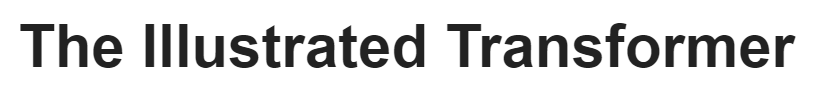 The Illustrated Transformer